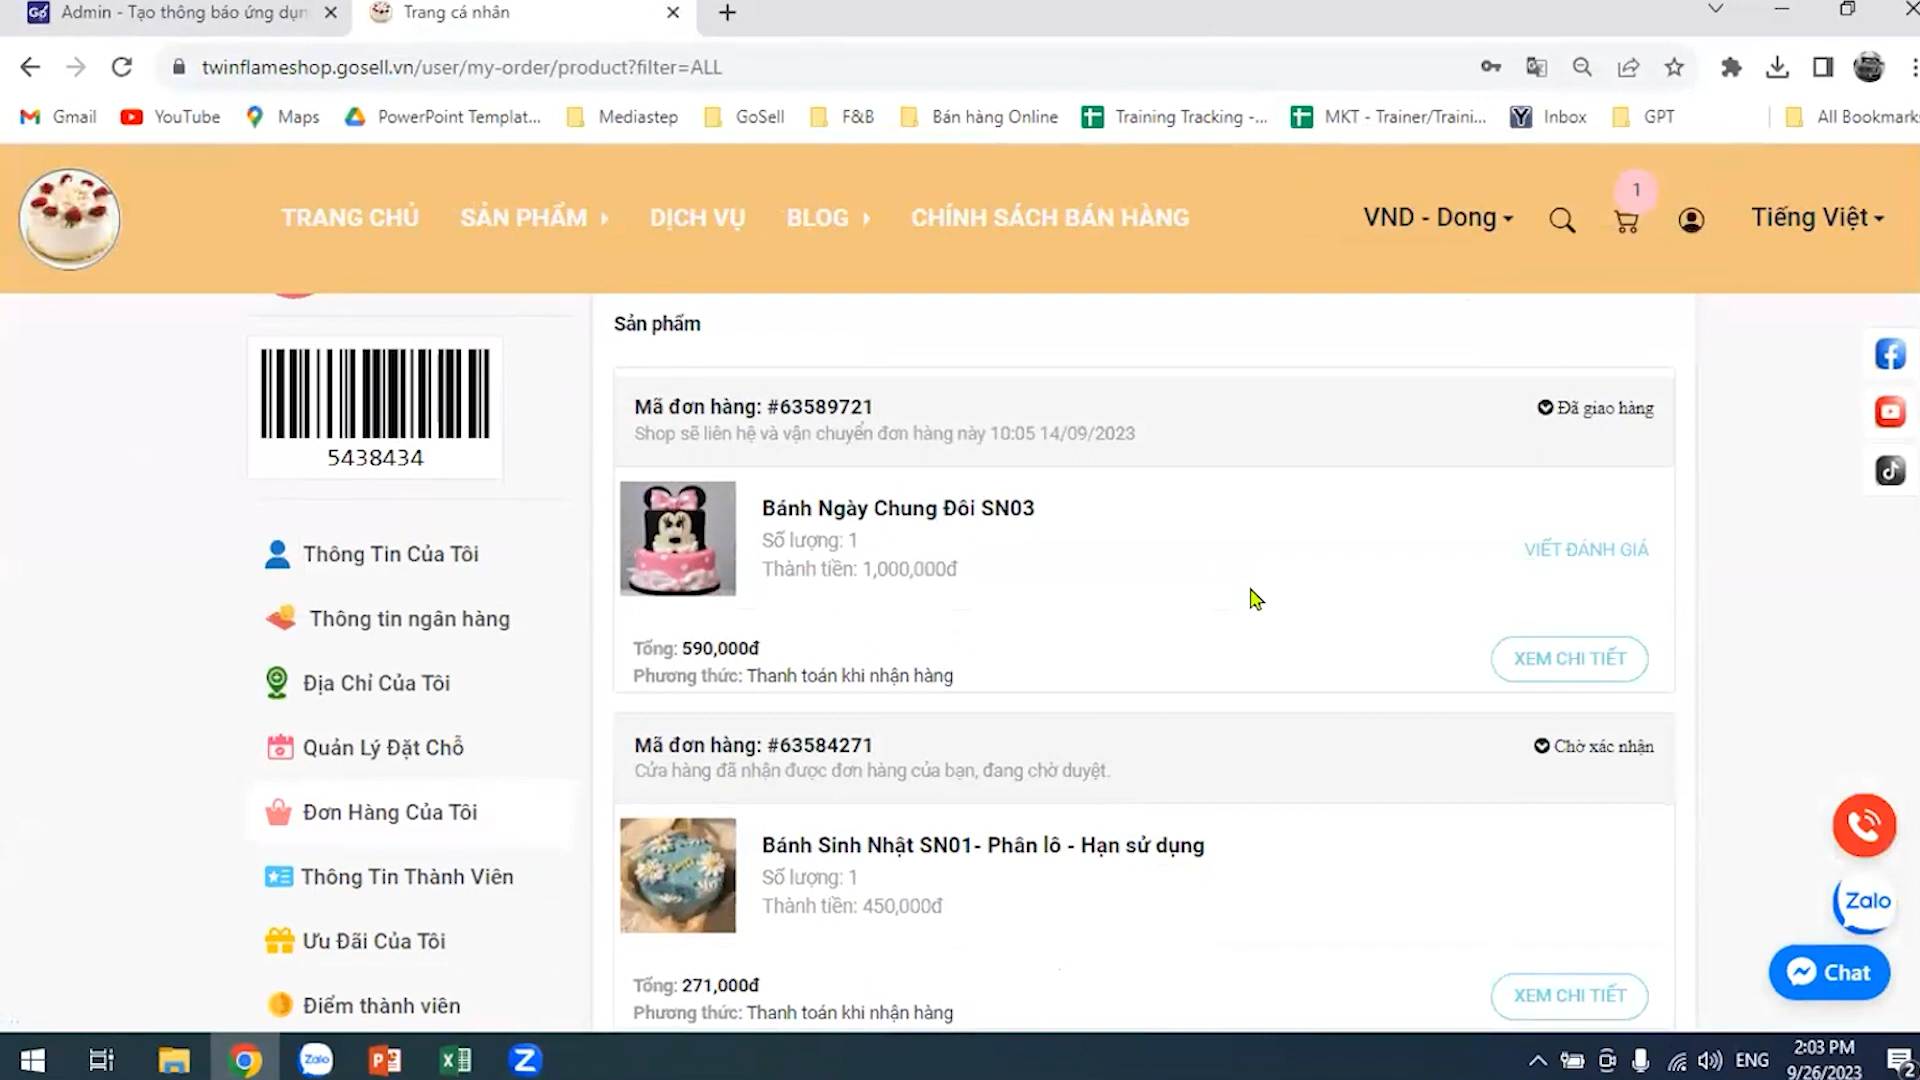 Admin - Tạo thông báo ứng dụn
Trang cá nhân
twinflameshop.gosell.vn/user/my-order/product?filter=ALL
Gmail
YouTube
Maps
PowerPoint Templat...
Mediastep
GoSell
F&B
Bán hàng Online
Training Tracking -...
MKT - Trainer/Traini...
Inbox
GPT
All Bookmarks
TRANG CHỦ
SẢN PHẨM
DỊCH VỤ
BLOG
CHÍNH SÁCH BÁN HÀNG
VND - Dong
1
Tiếng Việt
5438434
Thông Tin Của Tôi
Thông tin ngân hàng
Địa Chỉ Của Tôi
Quản Lý Đặt Chỗ
Đơn Hàng Của Tôi
Thông Tin Thành Viên
Ưu Đãi Của Tôi
Điểm thành viên
Sản phẩm
Mã đơn hàng: #63589721
Đã giao hàng
Shop sẽ liên hệ và vận chuyển đơn hàng này 10:05 14/09/2023
Bánh Ngày Chung Đôi SN03
Số lượng: 1
Thành tiền: 1,000,000đ
VIẾT ĐÁNH GIÁ
Tổng: 590,000đ
Phương thức: Thanh toán khi nhận hàng
XEM CHI TIẾT
Mã đơn hàng: #63584271
Chờ xác nhận
Cửa hàng đã nhận được đơn hàng của bạn, đang chờ duyệt.
Bánh Sinh Nhật SN01- Phân lô - Hạn sử dụng
Số lượng: 1
Thành tiền: 450,000đ
Tổng: 271,000đ
Phương thức: Thanh toán khi nhận hàng
XEM CHI TIẾT
Zalo
Chat
Zalo
ENG
2:03 PM
9/26/2023
2